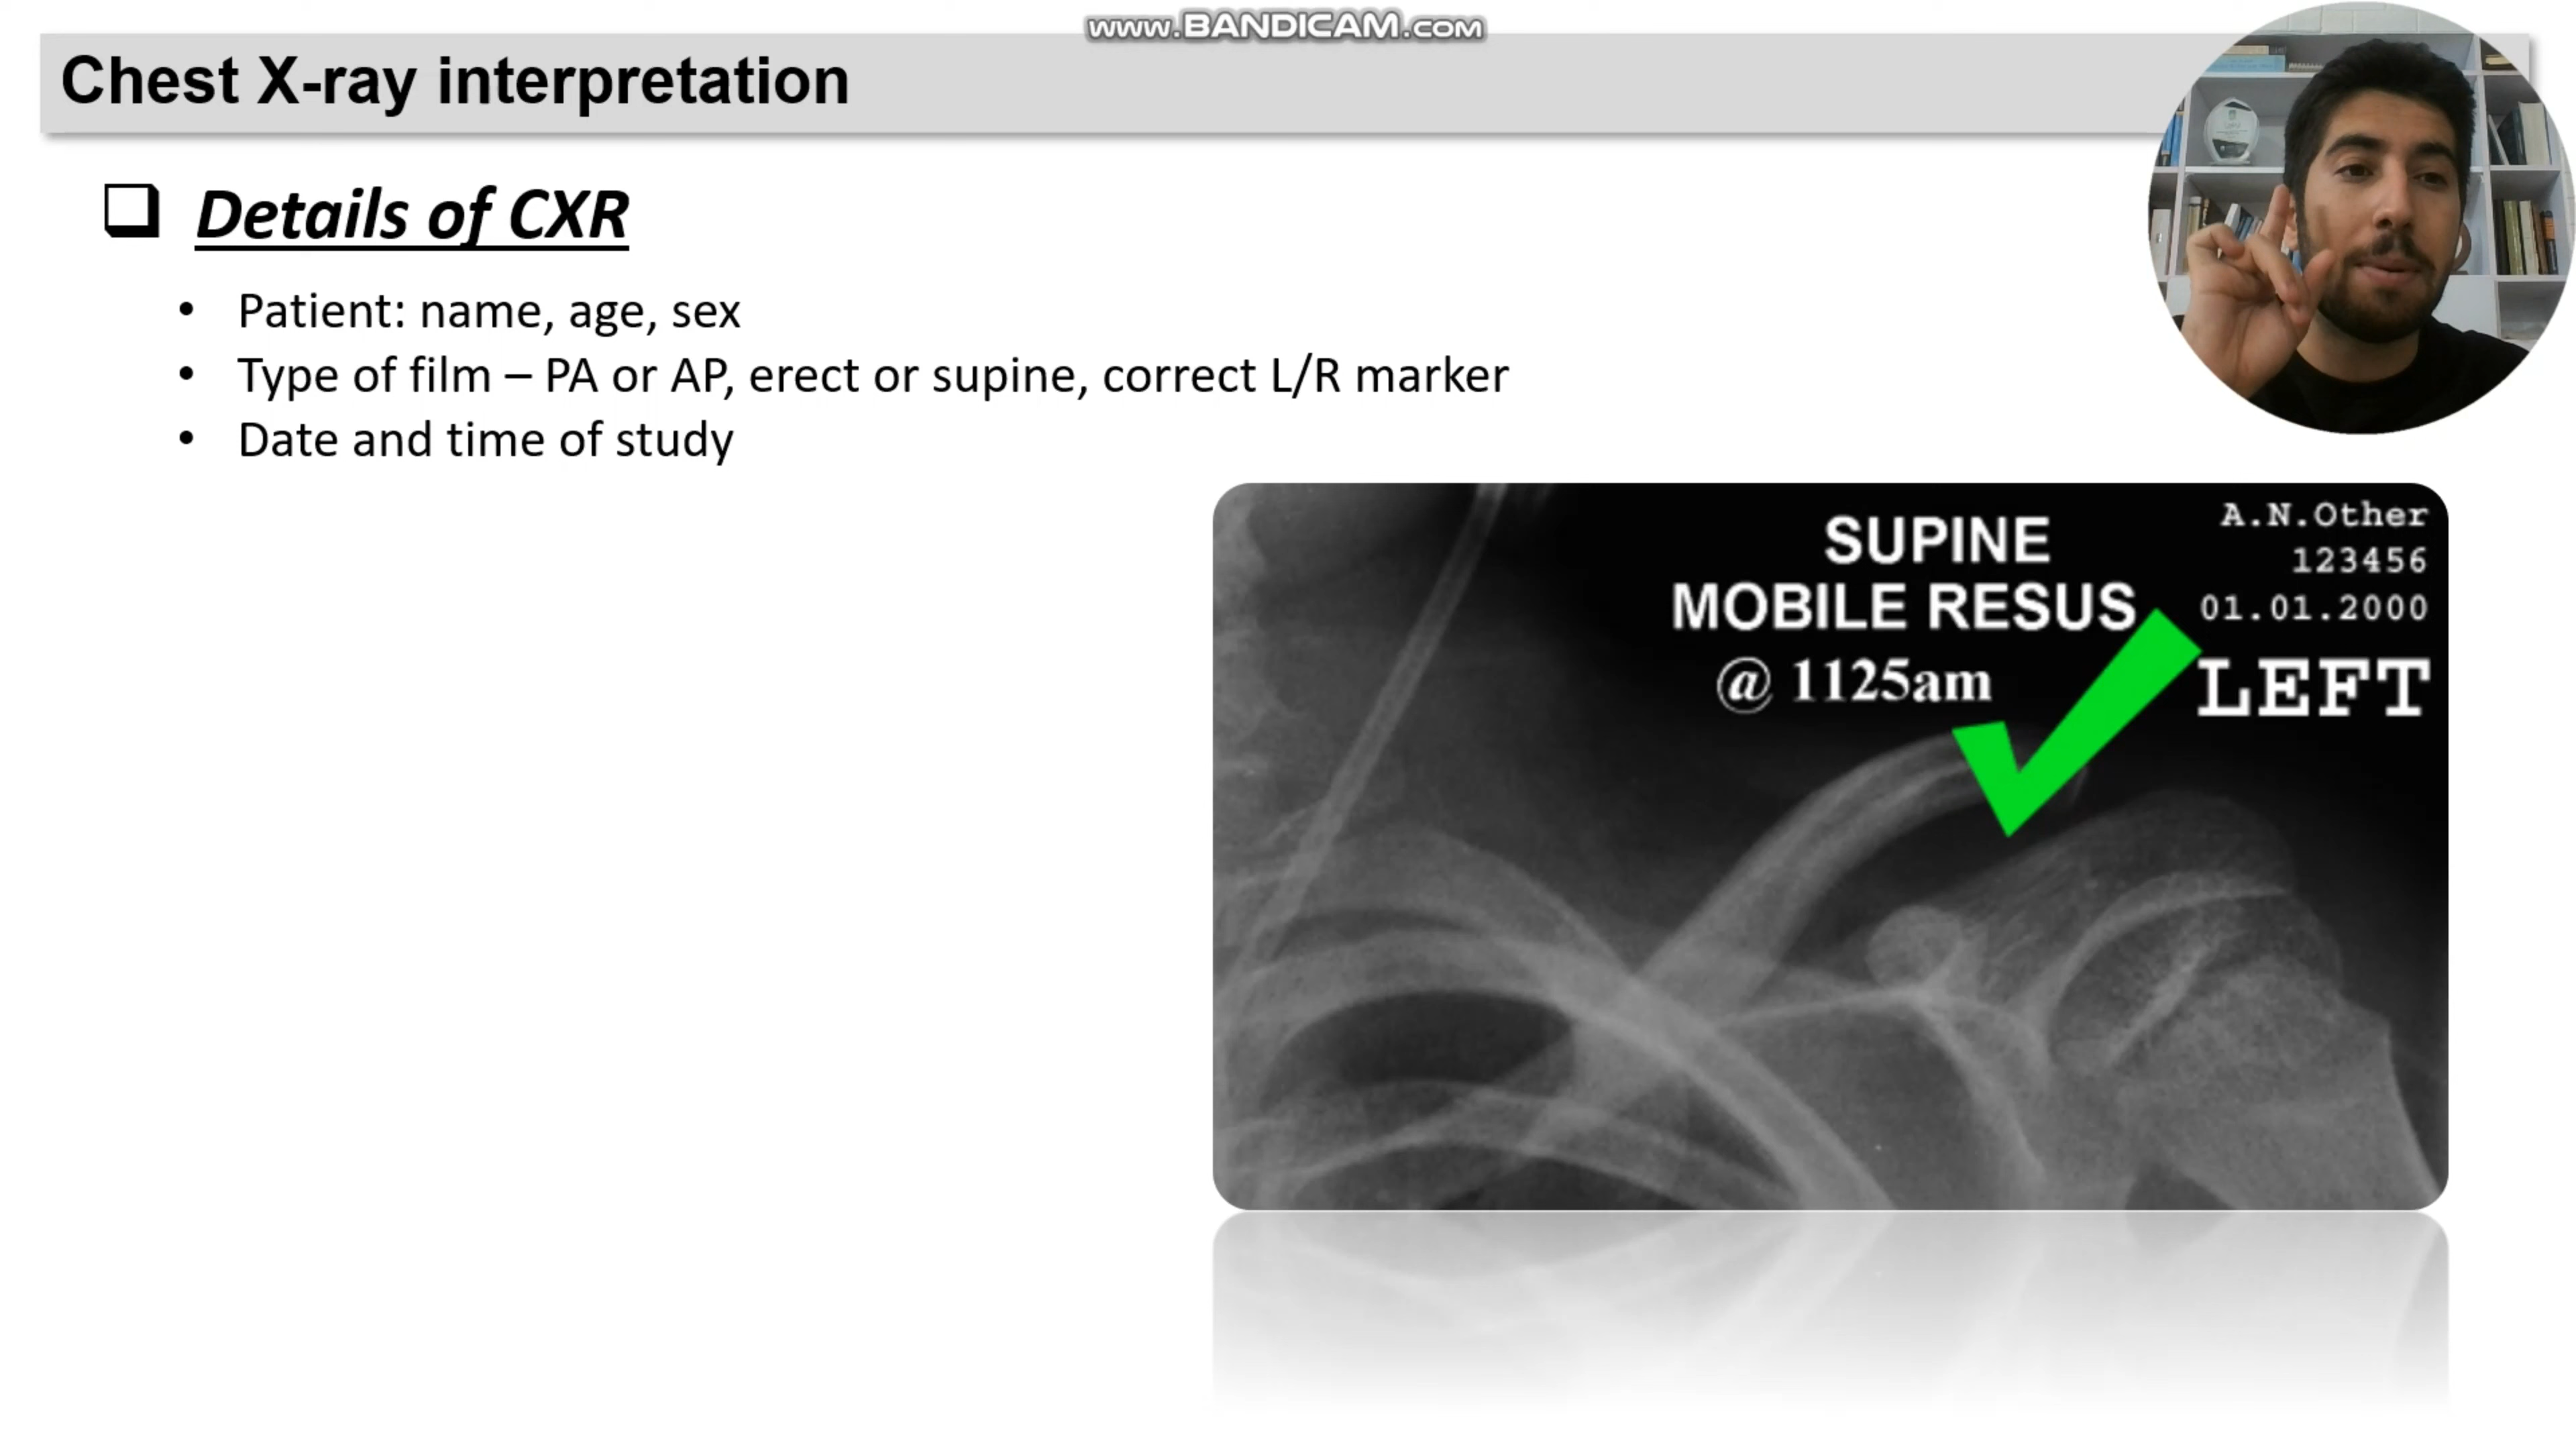 www.BANDICAM.com
Chest X-ray interpretation
Details of CXR
• Patient: name, age, sex
• Type of film – PA or AP, erect or supine, correct L/R marker
• Date and time of study
SUPINE
MOBILE RESUS
@ 1125am
A.N.Other
123456
01.01.2000
LEFT